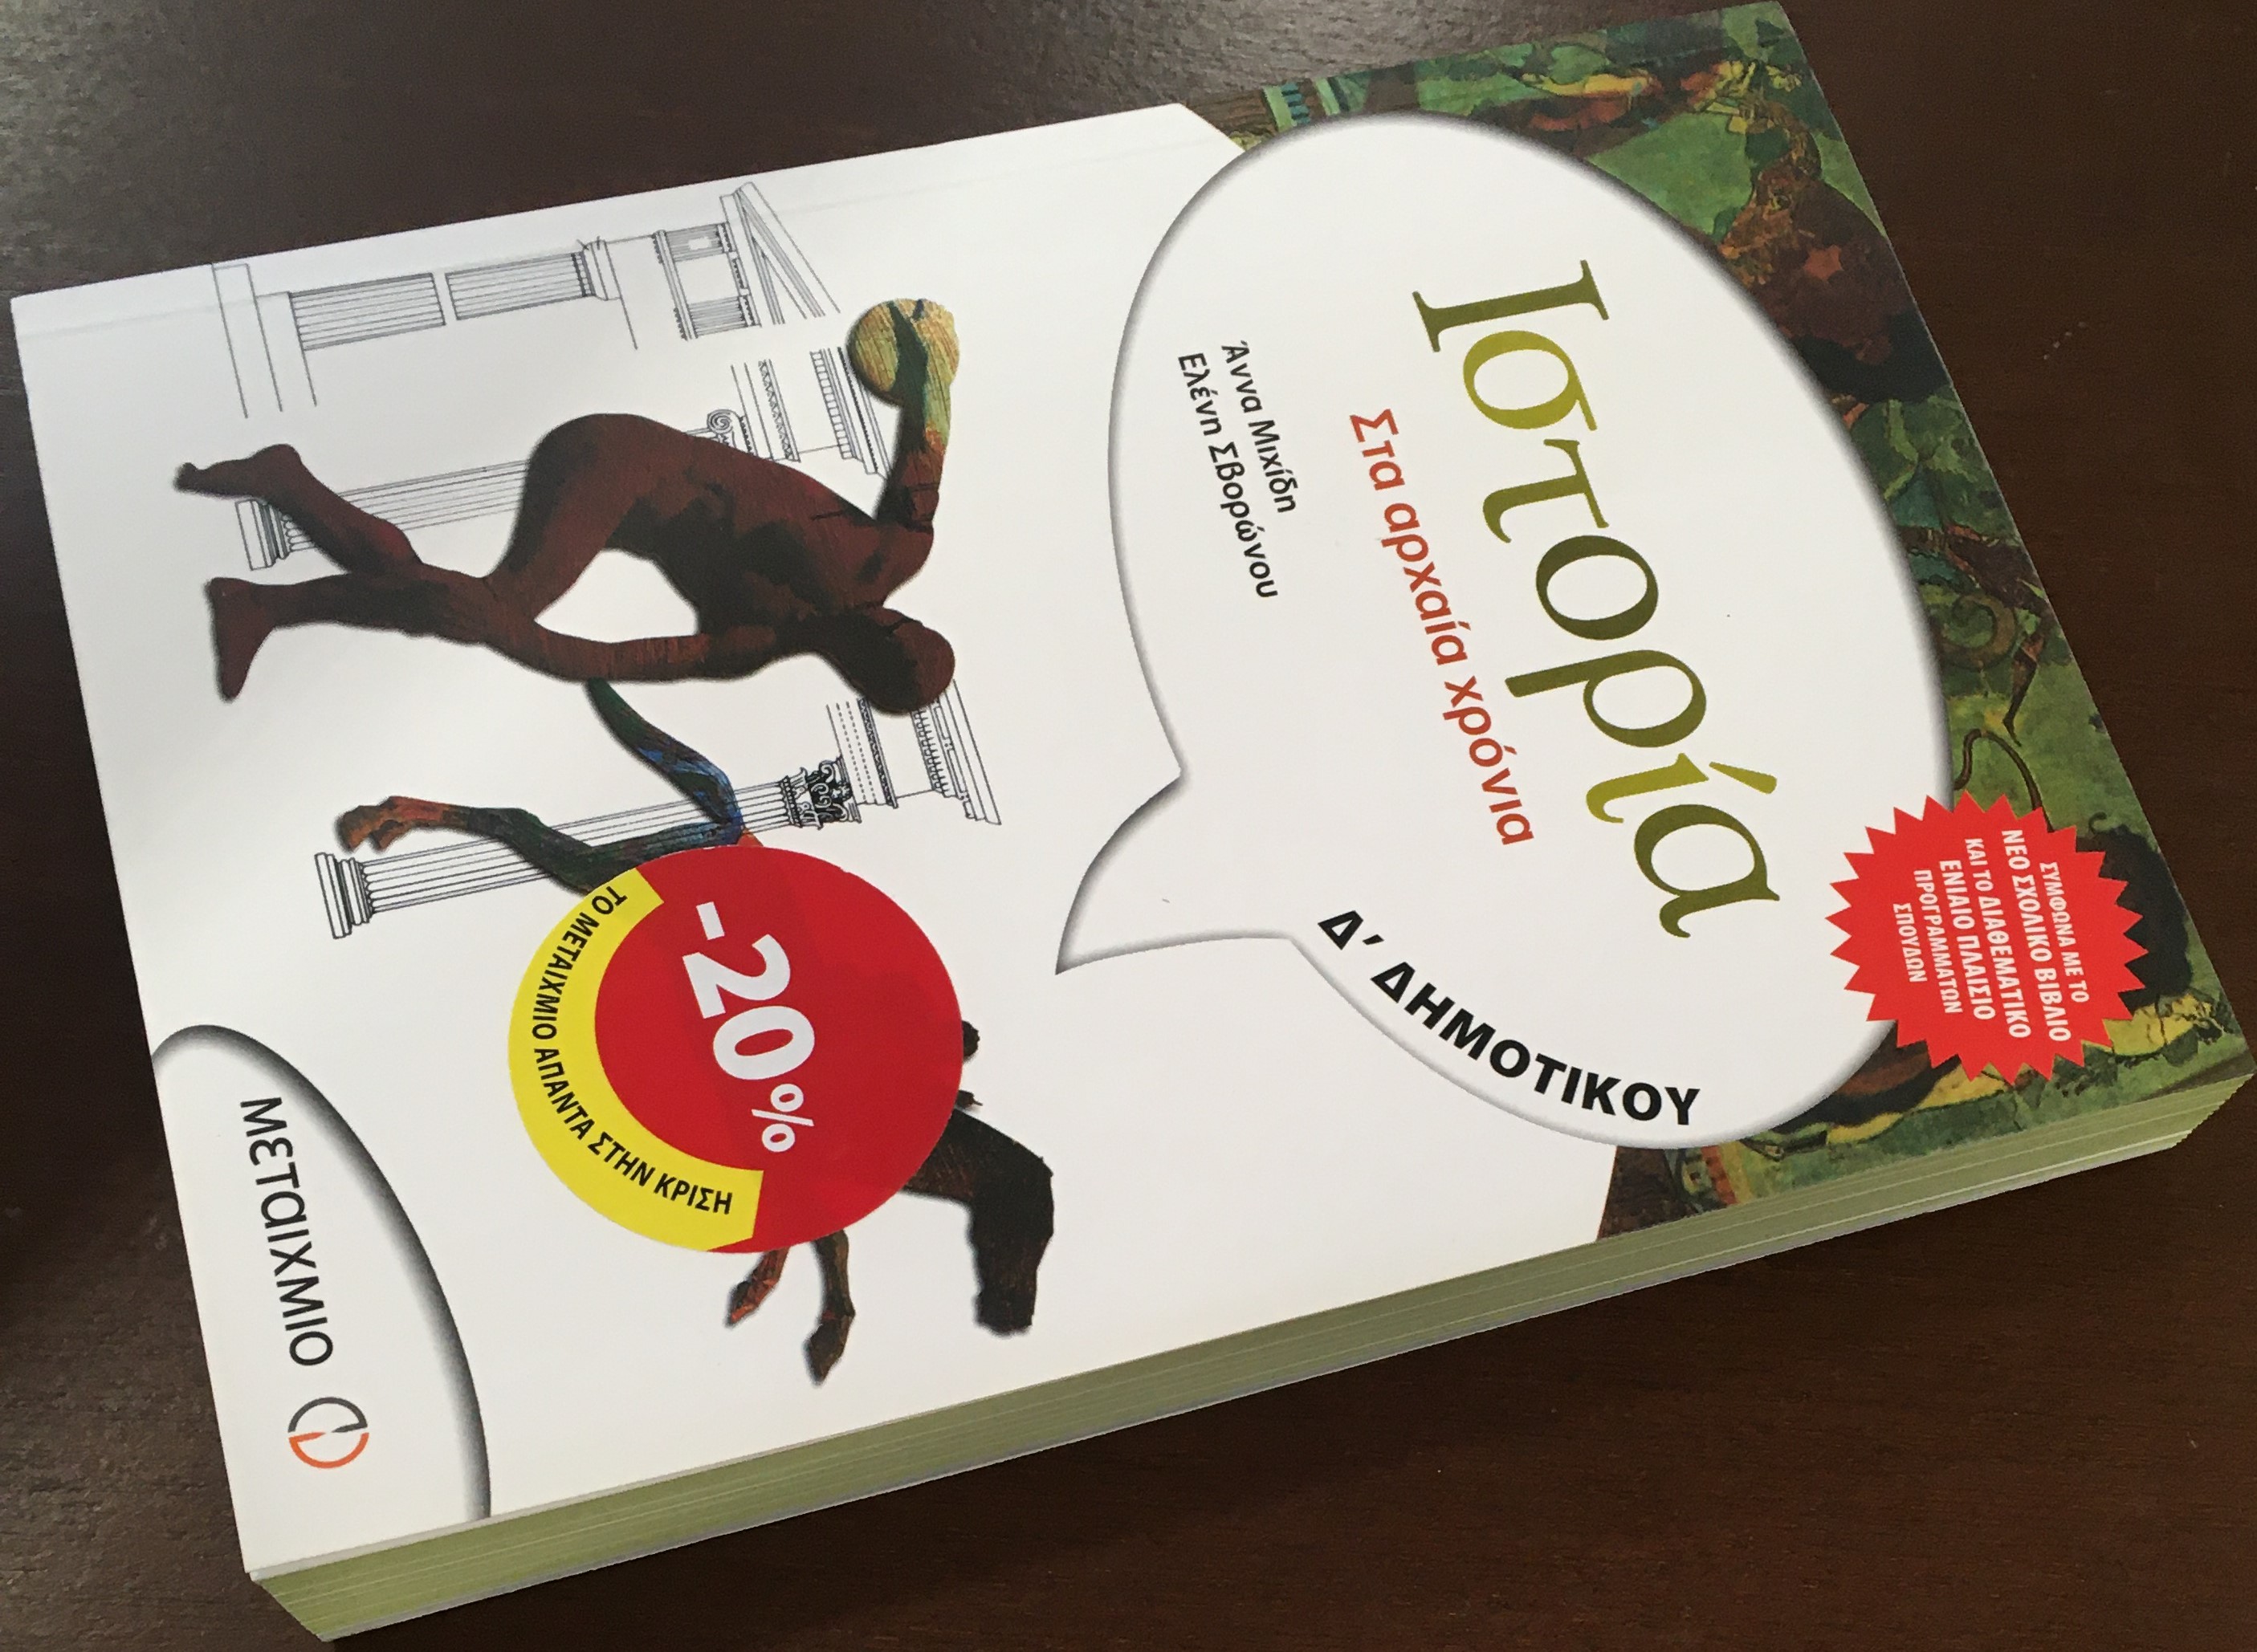 ΣΥΜΦΩΝΑ ΜΕ ΤΟ
ΝΕΟ ΣΧΟΛΙΚΟ ΒΙΒΛΙΟ
ΚΑΙ ΤΟ ΔΙΑΘΕΜΑΤΙΚΟ
ΕΝΙΑΙΟ ΠΛΑΙΣΙΟ
ΠΡΟΓΡΑΜΜΑΤΩΝ
ΣΠΟΥΔΩΝ
Ιστορία
Στα αρχαία χρόνια
Δ΄ ΔΗΜΟΤΙΚΟΥ
Άννα Μιχίδη
Ελένη Σβορώνου
-20%
ΤΟ ΜΕΤΑΙΧΜΙΟ ΑΠΑΝΤΑ ΣΤΗΝ ΚΡΙΣΗ
ΜΕΤΑΙΧΜΙΟ